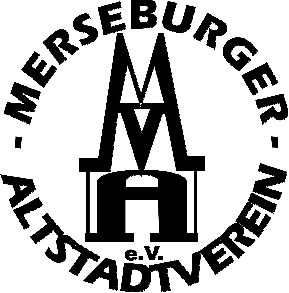 - MERSEBURGER -
M
V
A
e.V.
ALTSTADTVEREIN